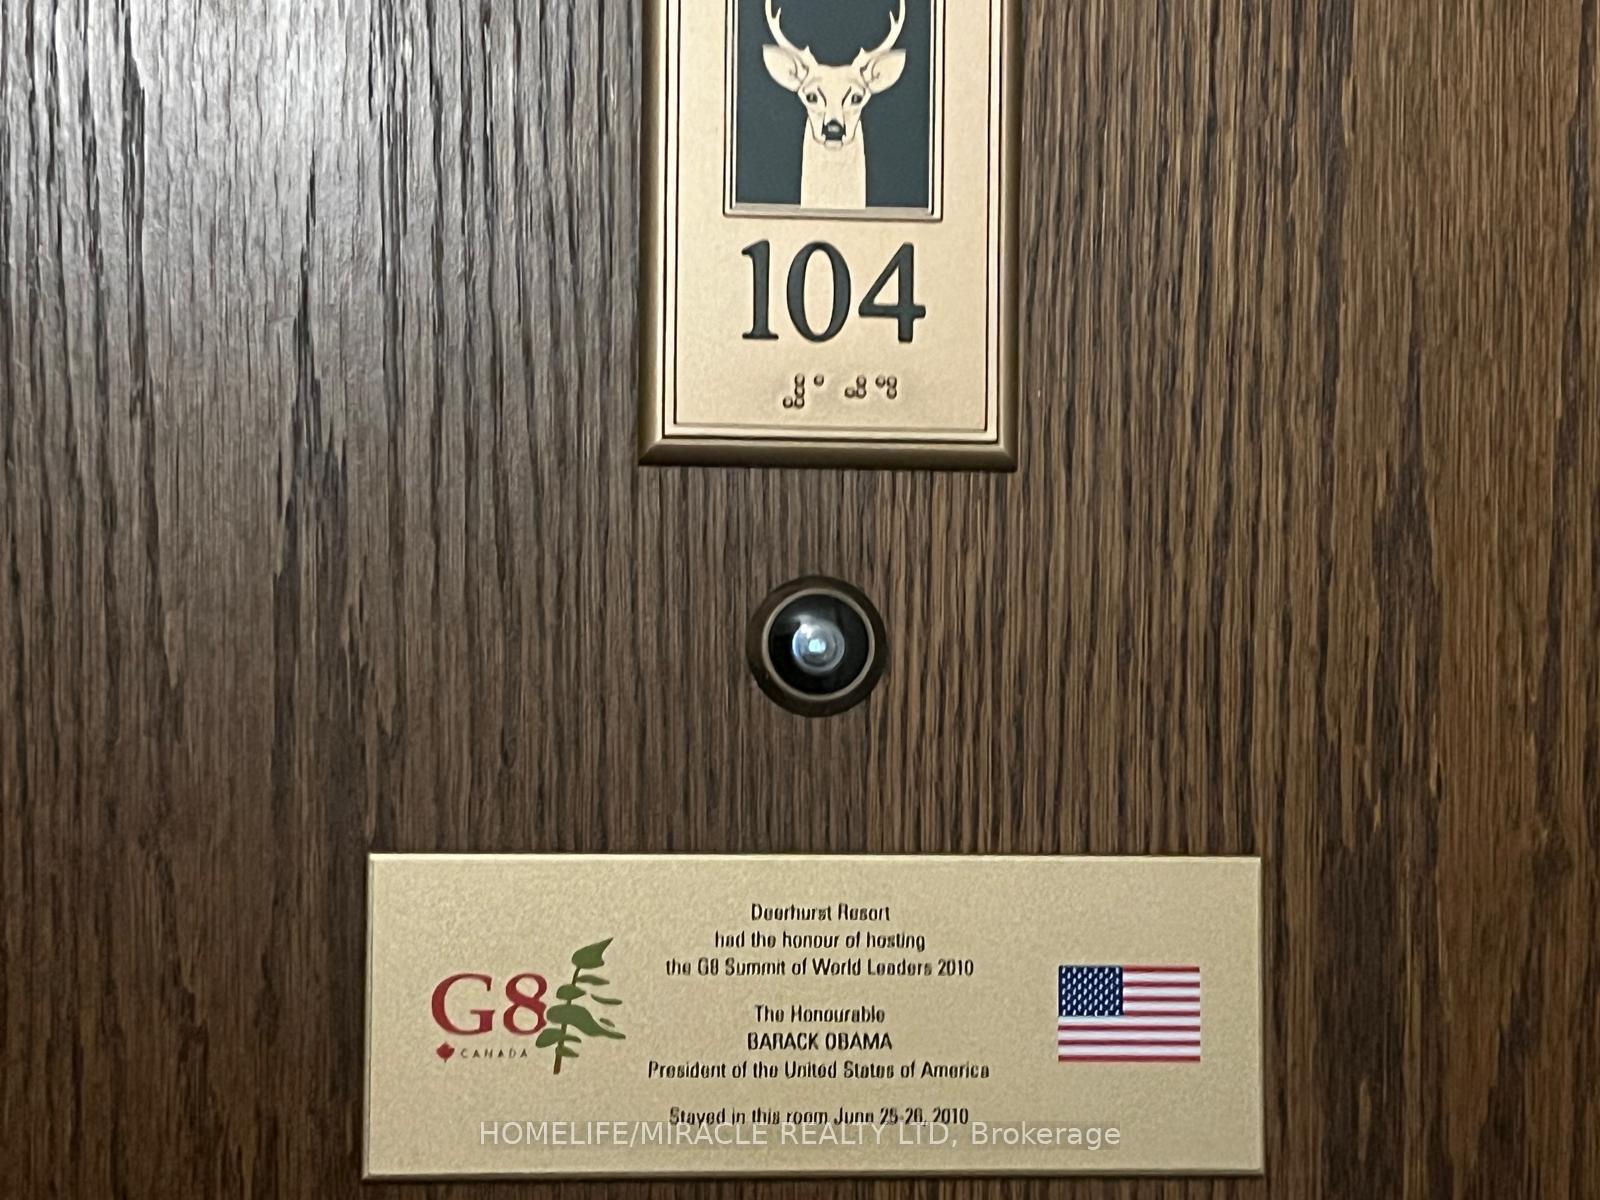 104
⠼⠁⠚⠙
Deerhurst Resort
had the honour of hosting
the G8 Summit of World Leaders 2010
G8
CANADA
The Honourable
BARACK OBAMA
President of the United States of America
Stayed in this room June 25-26, 2010
HOMELIFE/MIRACLE REALTY LTD, Brokerage